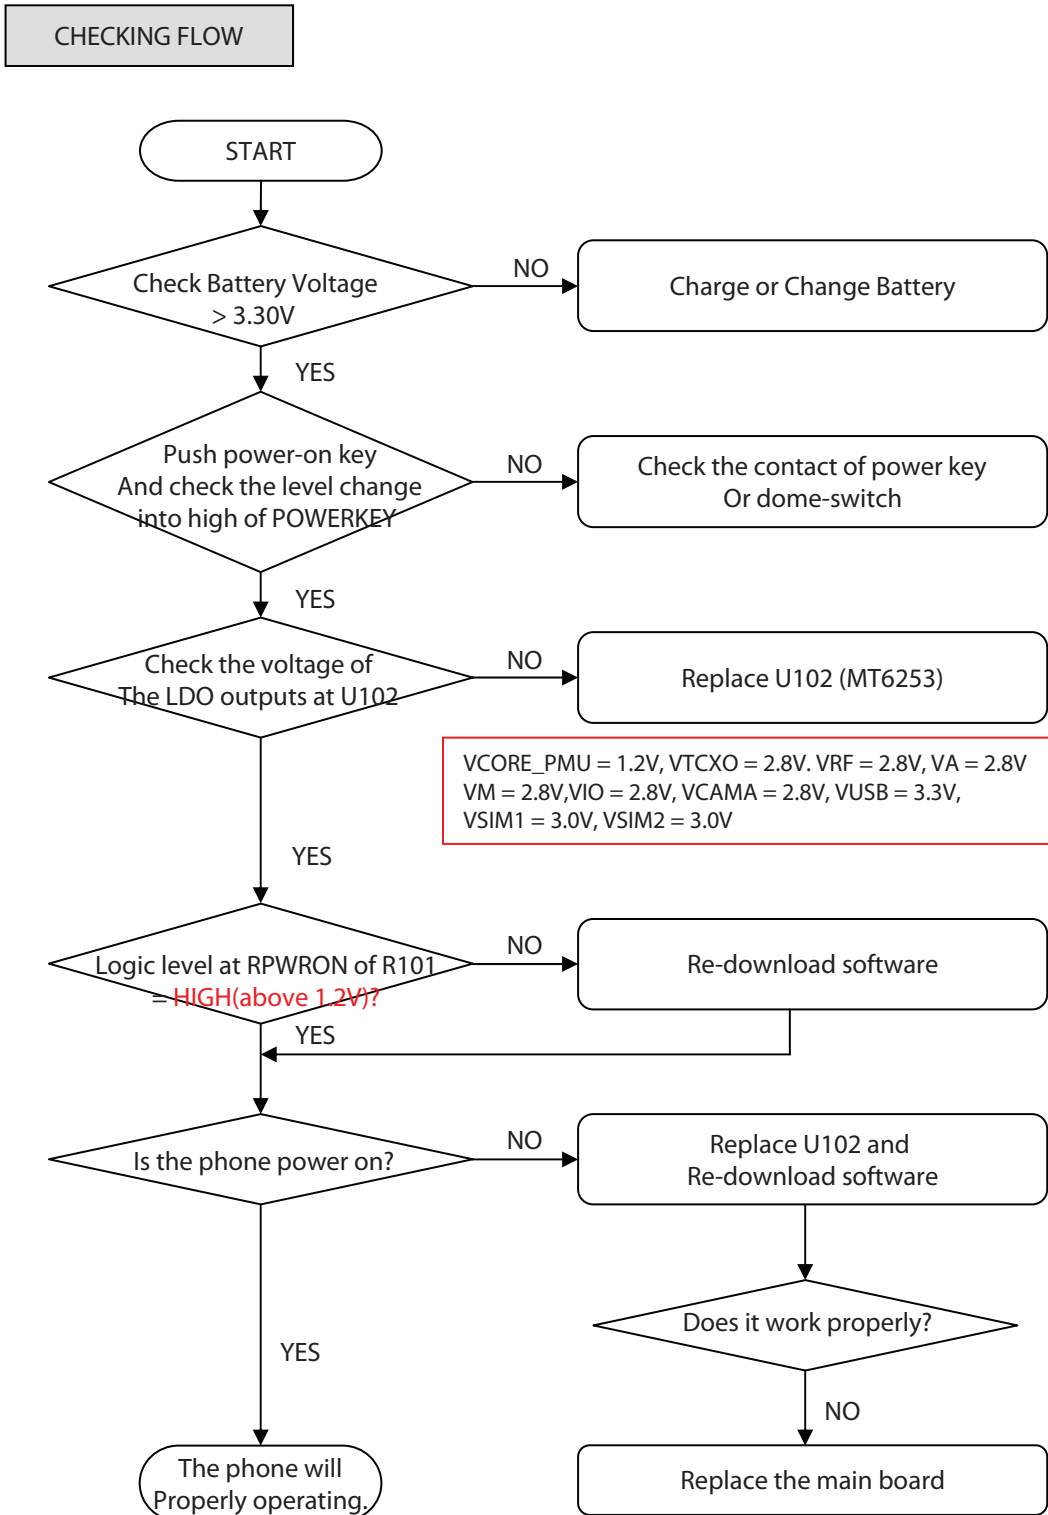 CHECKING FLOW
START
Check Battery Voltage
> 3.30V
NO
Charge or Change Battery
YES
Push power-on key
And check the level change
into high of POWERKEY
NO
Check the contact of power key
Or dome-switch
YES
Check the voltage of
The LDO outputs at U102
NO
Replace U102 (MT6253)
VCORE_PMU = 1.2V, VTCXO = 2.8V. VRF = 2.8V, VA = 2.8V
VM = 2.8V,VIO = 2.8V, VCAMA = 2.8V, VUSB = 3.3V,
VSIM1 = 3.0V, VSIM2 = 3.0V
YES
Logic level at RPWRON of R101
= HIGH(above 1.2V)?
NO
Re-download software
YES
Is the phone power on?
NO
Replace U102 and
Re-download software
Does it work properly?
YES
NO
The phone will
Properly operating.
Replace the main board